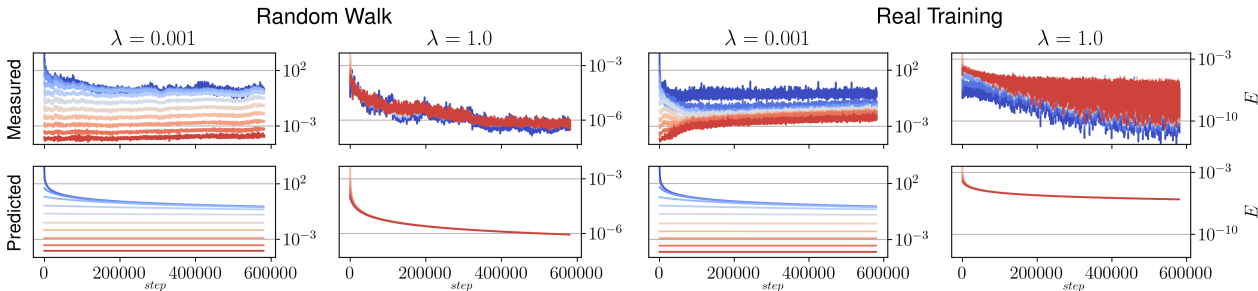 Random Walk
Real Training
λ = 0.001
λ = 1.0
λ = 0.001
λ = 1.0
Measured
10²
10⁻³
10⁻³
10⁻⁶
10²
10⁻³
10⁻³
10⁻¹⁰
E
Predicted
10²
10⁻³
10⁻³
10⁻⁶
10²
10⁻³
10⁻³
10⁻¹⁰
E
0 200000 400000 600000
0 200000 400000 600000
0 200000 400000 600000
0 200000 400000 600000
step
step
step
step